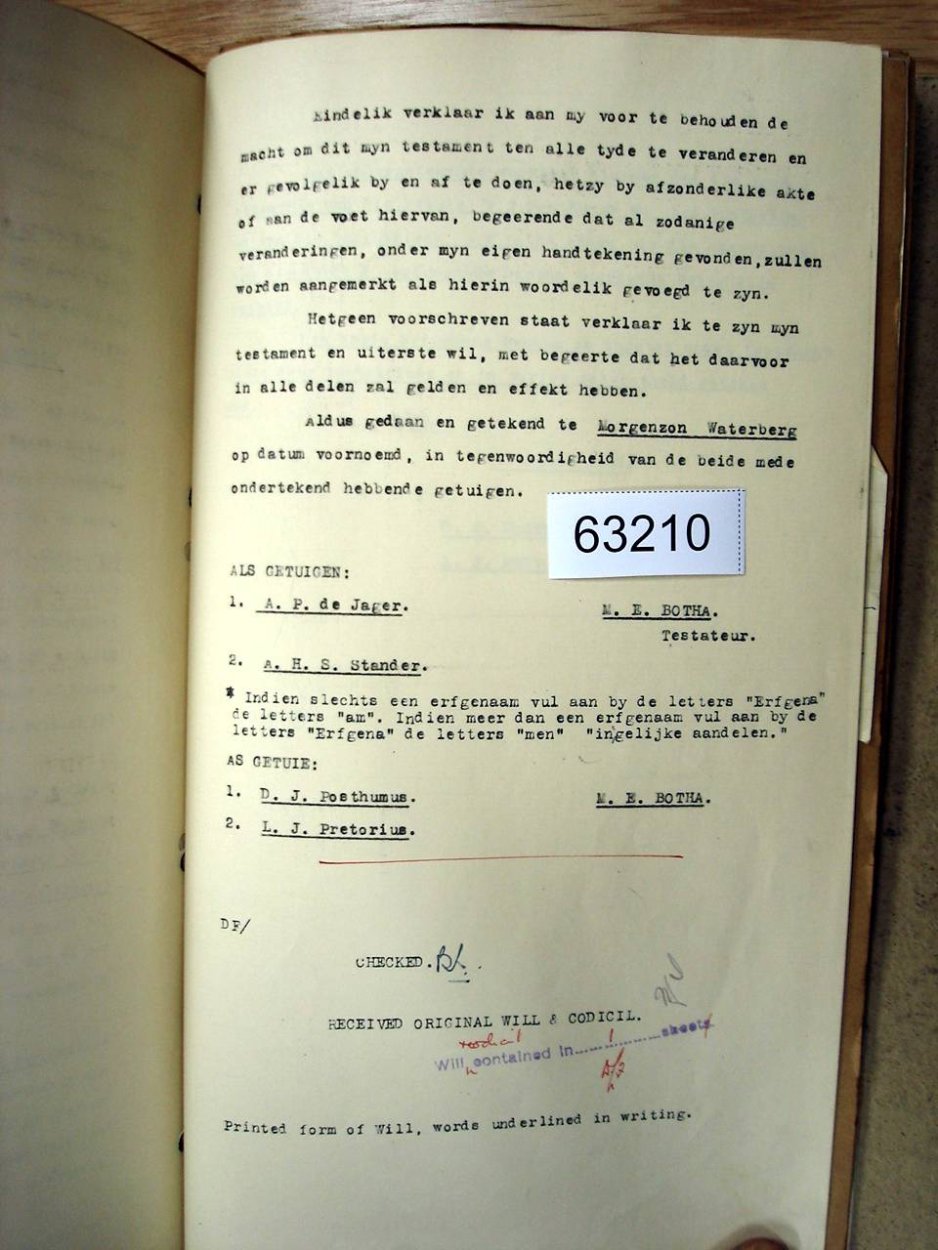 Eindelik verklaar ik aan my voor te behouden de
macht om dit myn testament ten alle tyde te veranderen en
er gevolgelik by en af te doen, hetzy by afzonderlike akte
of aan de voet hiervan, begeerende dat al zodanige
veranderingen, onder myn eigen handtekening gevonden,zullen
worden aangemerkt als hierin woordelik gevoegd te zyn.
Hetgeen voorschreven staat verklaar ik te zyn myn
testament en uiterste wil, met begeerte dat het daarvoor
in alle delen zal gelden en effekt hebben.
Aldus gedaan en getekend te Morgenzon Waterberg
op datum voornoemd, in tegenwoordigheid van de beide mede
ondertekend hebbende getuigen.
63210
ALS GETUIGEN:
1. A. P. de Jager. M. E. BOTHA.
Testateur.
2. A. H. S. Stander.
* Indien slechts een erfgenaam vul aan by de letters "Erfgena"
de letters "am". Indien meer dan een erfgenaam vul aan by de
letters "Erfgena" de letters "men" "ingelijke aandelen."
AS GETUIE:
1. D. J. Posthumus. M. E. BOTHA.
2. L. J. Pretorius.
DF/
CHECKED.
RECEIVED ORIGINAL WILL & CODICIL.
Will contained in 1 sheets
Printed form of Will, words underlined in writing.